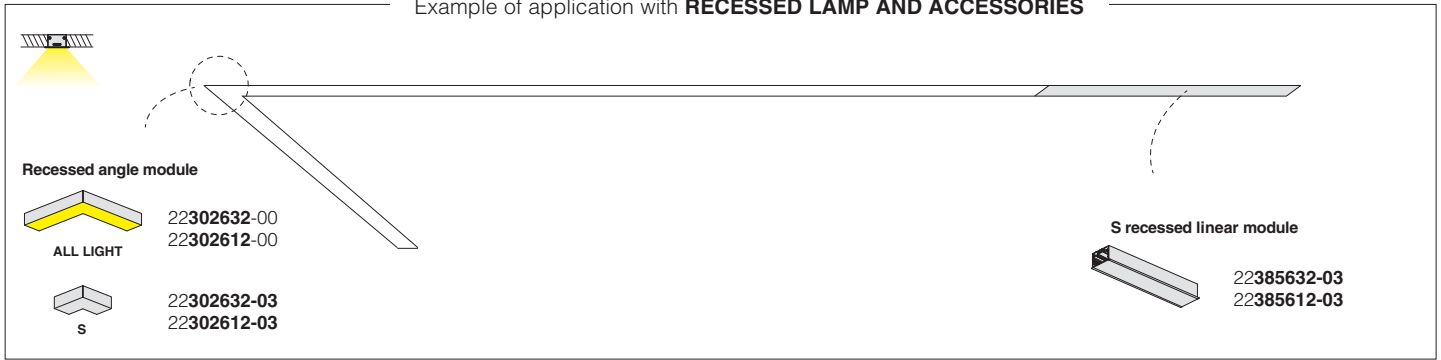 Example of application with RECESSED LAMP AND ACCESSORIES
Recessed angle module
22302632-00
22302612-00
ALL LIGHT
22302632-03
22302612-03
S
S recessed linear module
22385632-03
22385612-03